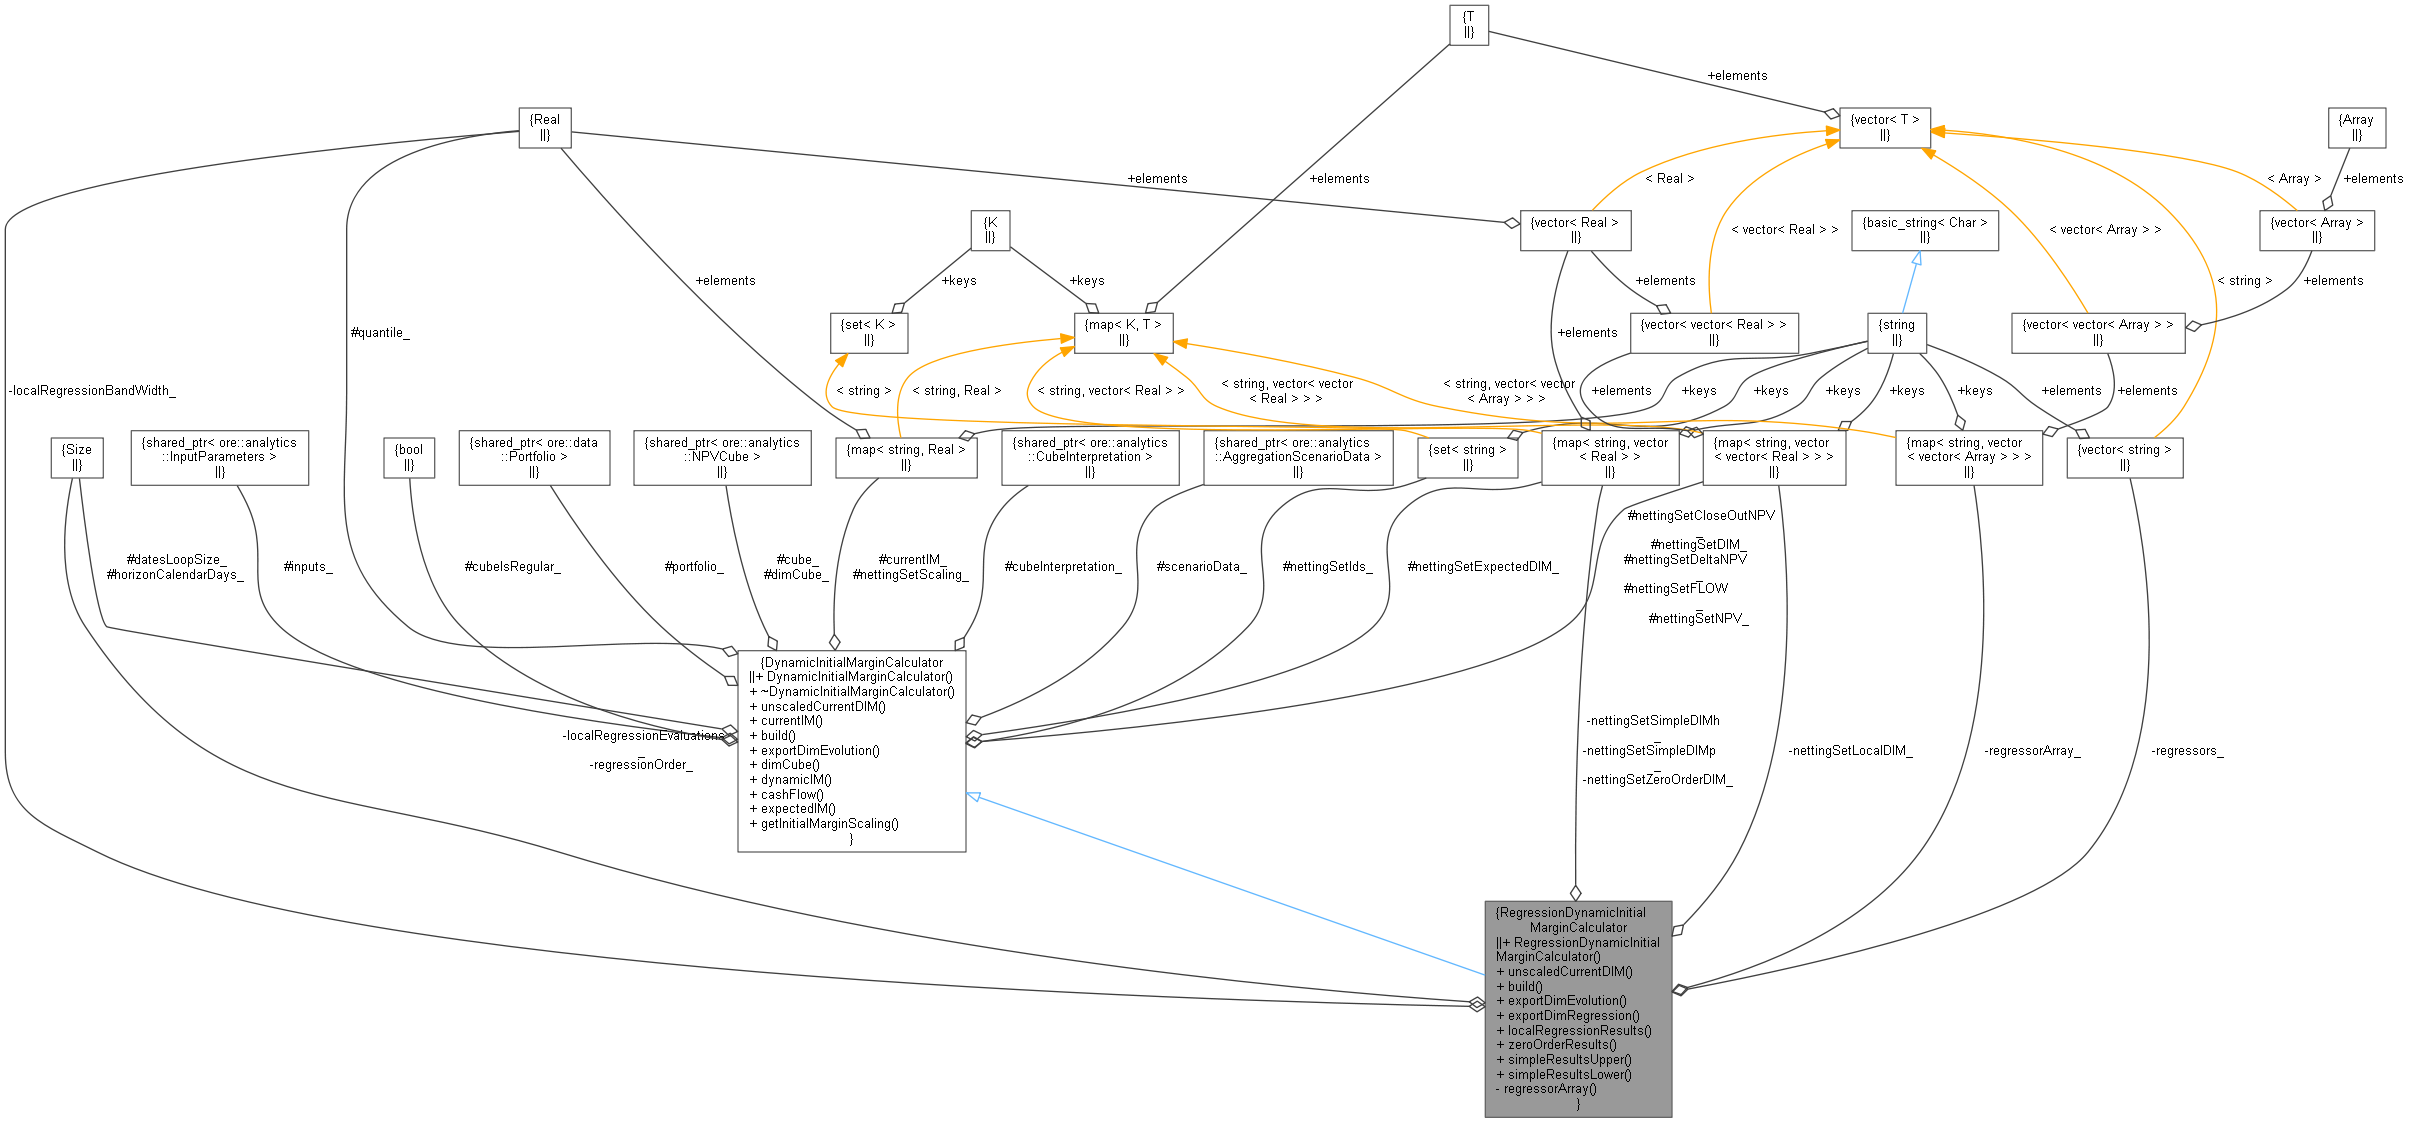 {T
||}
+elements
{Real
||}
{vector< T >
||}
{Array
||}
+elements
+elements
< Real >
< Array >
+elements
{K
||}
{vector< Real >
||}
{basic_string< Char >
||}
{vector< Array >
||}
< vector< Real > >
< vector< Array > >
+elements
+keys
+keys
+elements
< string >
+elements
#quantile_
{set< K >
||}
{map< K, T >
||}
{vector< vector< Real > >
||}
{string
||}
{vector< vector< Array > >
||}
+elements
-localRegressionBandWidth_
< string >
< string, Real >
< string, vector< Real > >
< string, vector< vector
< Real > > >
< string, vector< vector
< Array > > >
+elements
+keys
+keys
+keys
+keys
+keys
+elements
+elements
{Size
||}
{shared_ptr< ore::analytics
::InputParameters >
||}
{bool
||}
{shared_ptr< ore::data
::Portfolio >
||}
{shared_ptr< ore::analytics
::NPVCube >
||}
{map< string, Real >
||}
{shared_ptr< ore::analytics
::CubeInterpretation >
||}
{shared_ptr< ore::analytics
::AggregationScenarioData >
||}
{set< string >
||}
{map< string, vector
< Real > >
||}
{map< string, vector
< vector< Real > > >
||}
{map< string, vector
< vector< Array > > >
||}
{vector< string >
||}
#datesLoopSize_
#horizonCalendarDays_
#inputs_
#cubeIsRegular_
#portfolio_
#cube_
#dimCube_
#currentIM_
#nettingSetScaling_
#cubeInterpretation_
#scenarioData_
#nettingSetIds_
#nettingSetExpectedDIM_
#nettingSetCloseOutNPV
_
#nettingSetDIM_
#nettingSetDeltaNPV
_
#nettingSetFLOW
_
#nettingSetNPV_
{DynamicInitialMarginCalculator
||+ DynamicInitialMarginCalculator()
+ ~DynamicInitialMarginCalculator()
+ unscaledCurrentDIM()
+ currentIM()
+ build()
+ exportDimEvolution()
+ dimCube()
+ dynamicIM()
+ cashFlow()
+ expectedIM()
+ getInitialMarginScaling()
}
-localRegressionEvaluations
_
-regressionOrder_
-nettingSetSimpleDIMh
_
-nettingSetSimpleDIMp
_
-nettingSetZeroOrderDIM_
-nettingSetLocalDIM_
-regressorArray_
-regressors_
{RegressionDynamicInitial
MarginCalculator
||+ RegressionDynamicInitial
MarginCalculator()
+ unscaledCurrentDIM()
+ build()
+ exportDimEvolution()
+ exportDimRegression()
+ localRegressionResults()
+ zeroOrderResults()
+ simpleResultsUpper()
+ simpleResultsLower()
- regressorArray()
}